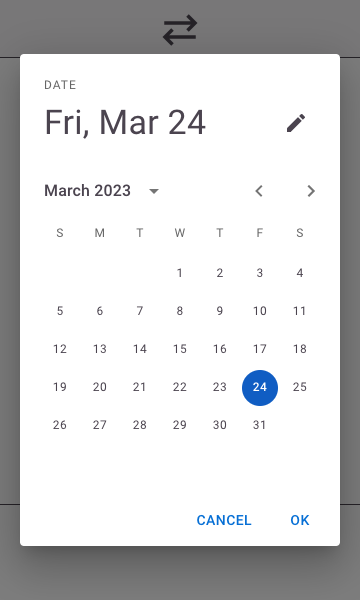 DATE
Fri, Mar 24
March 2023
S M T W T F S
1 2 3 4
5 6 7 8 9 10 11
12 13 14 15 16 17 18
19 20 21 22 23 24 25
26 27 28 29 30 31
CANCEL OK